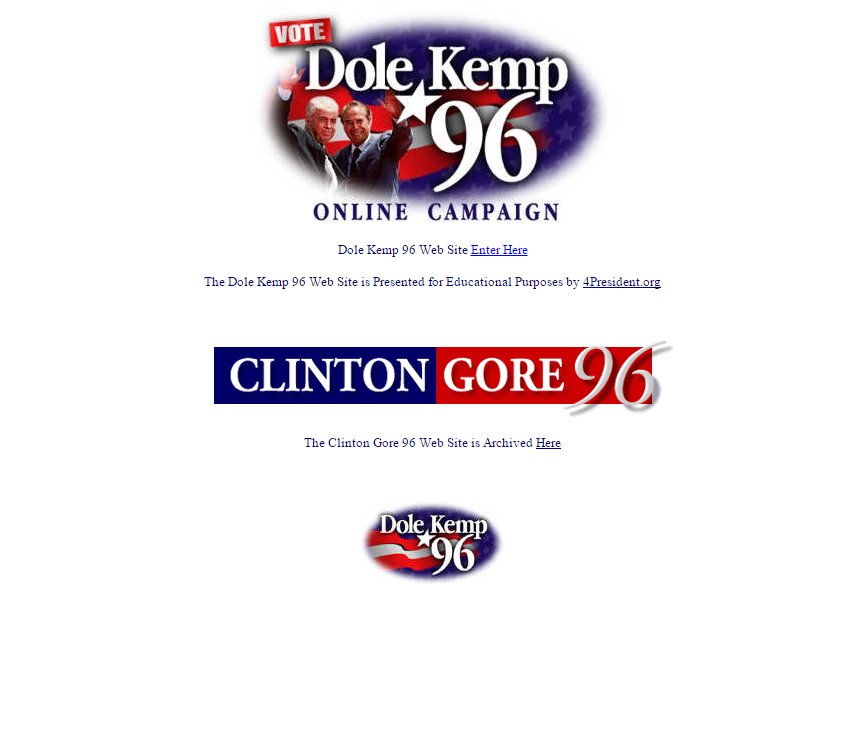 VOTE
Dole Kemp
96
ONLINE CAMPAIGN
Dole Kemp 96 Web Site Enter Here
The Dole Kemp 96 Web Site is Presented for Educational Purposes by 4President.org
CLINTON GORE 96
The Clinton Gore 96 Web Site is Archived Here
Dole Kemp
96